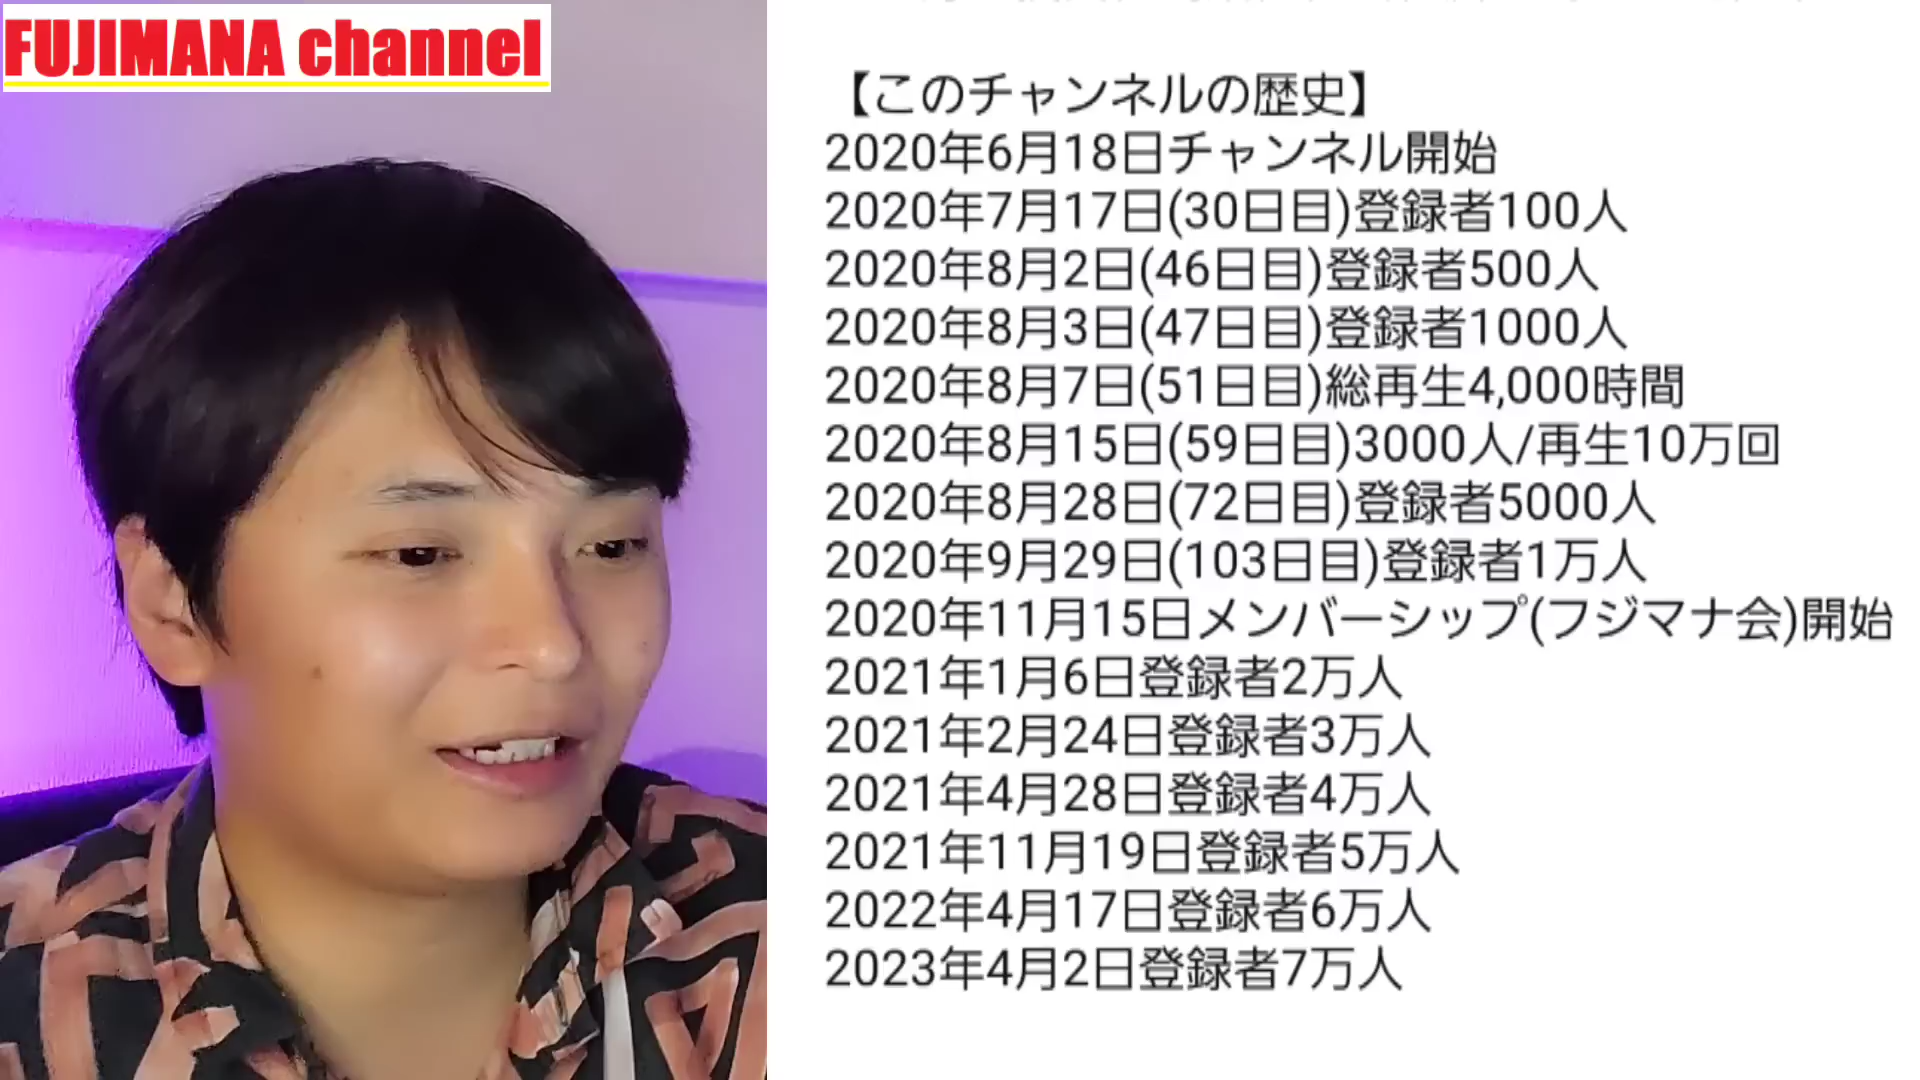 FUJIMANA channel
【このチャンネルの歴史】
2020年6月18日チャンネル開始
2020年7月17日(30日目)登録者100人
2020年8月2日(46日目)登録者500人
2020年8月3日(47日目)登録者1000人
2020年8月7日(51日目)総再生4,000時間
2020年8月15日(59日目)3000人/再生10万回
2020年8月28日(72日目)登録者5000人
2020年9月29日(103日目)登録者1万人
2020年11月15日メンバーシップ(フジマナ会)開始
2021年1月6日登録者2万人
2021年2月24日登録者3万人
2021年4月28日登録者4万人
2021年11月19日登録者5万人
2022年4月17日登録者6万人
2023年4月2日登録者7万人